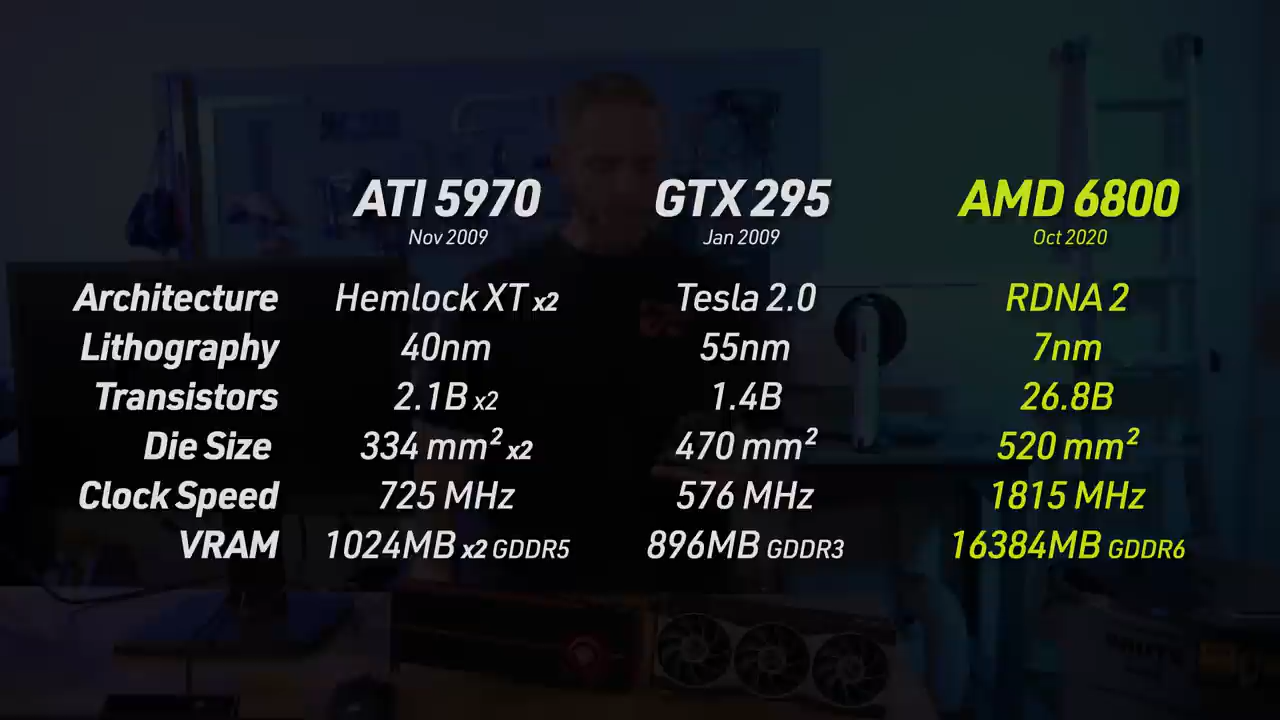 ATI 5970 GTX 295 AMD 6800
Nov 2009 Jan 2009 Oct 2020
Architecture Hemlock XT x2 Tesla 2.0 RDNA 2
Lithography 40nm 55nm 7nm
Transistors 2.1B x2 1.4B 26.8B
Die Size 334 mm² x2 470 mm² 520 mm²
Clock Speed 725 MHz 576 MHz 1815 MHz
VRAM 1024MB x2 GDDR5 896MB GDDR3 16384MB GDDR6